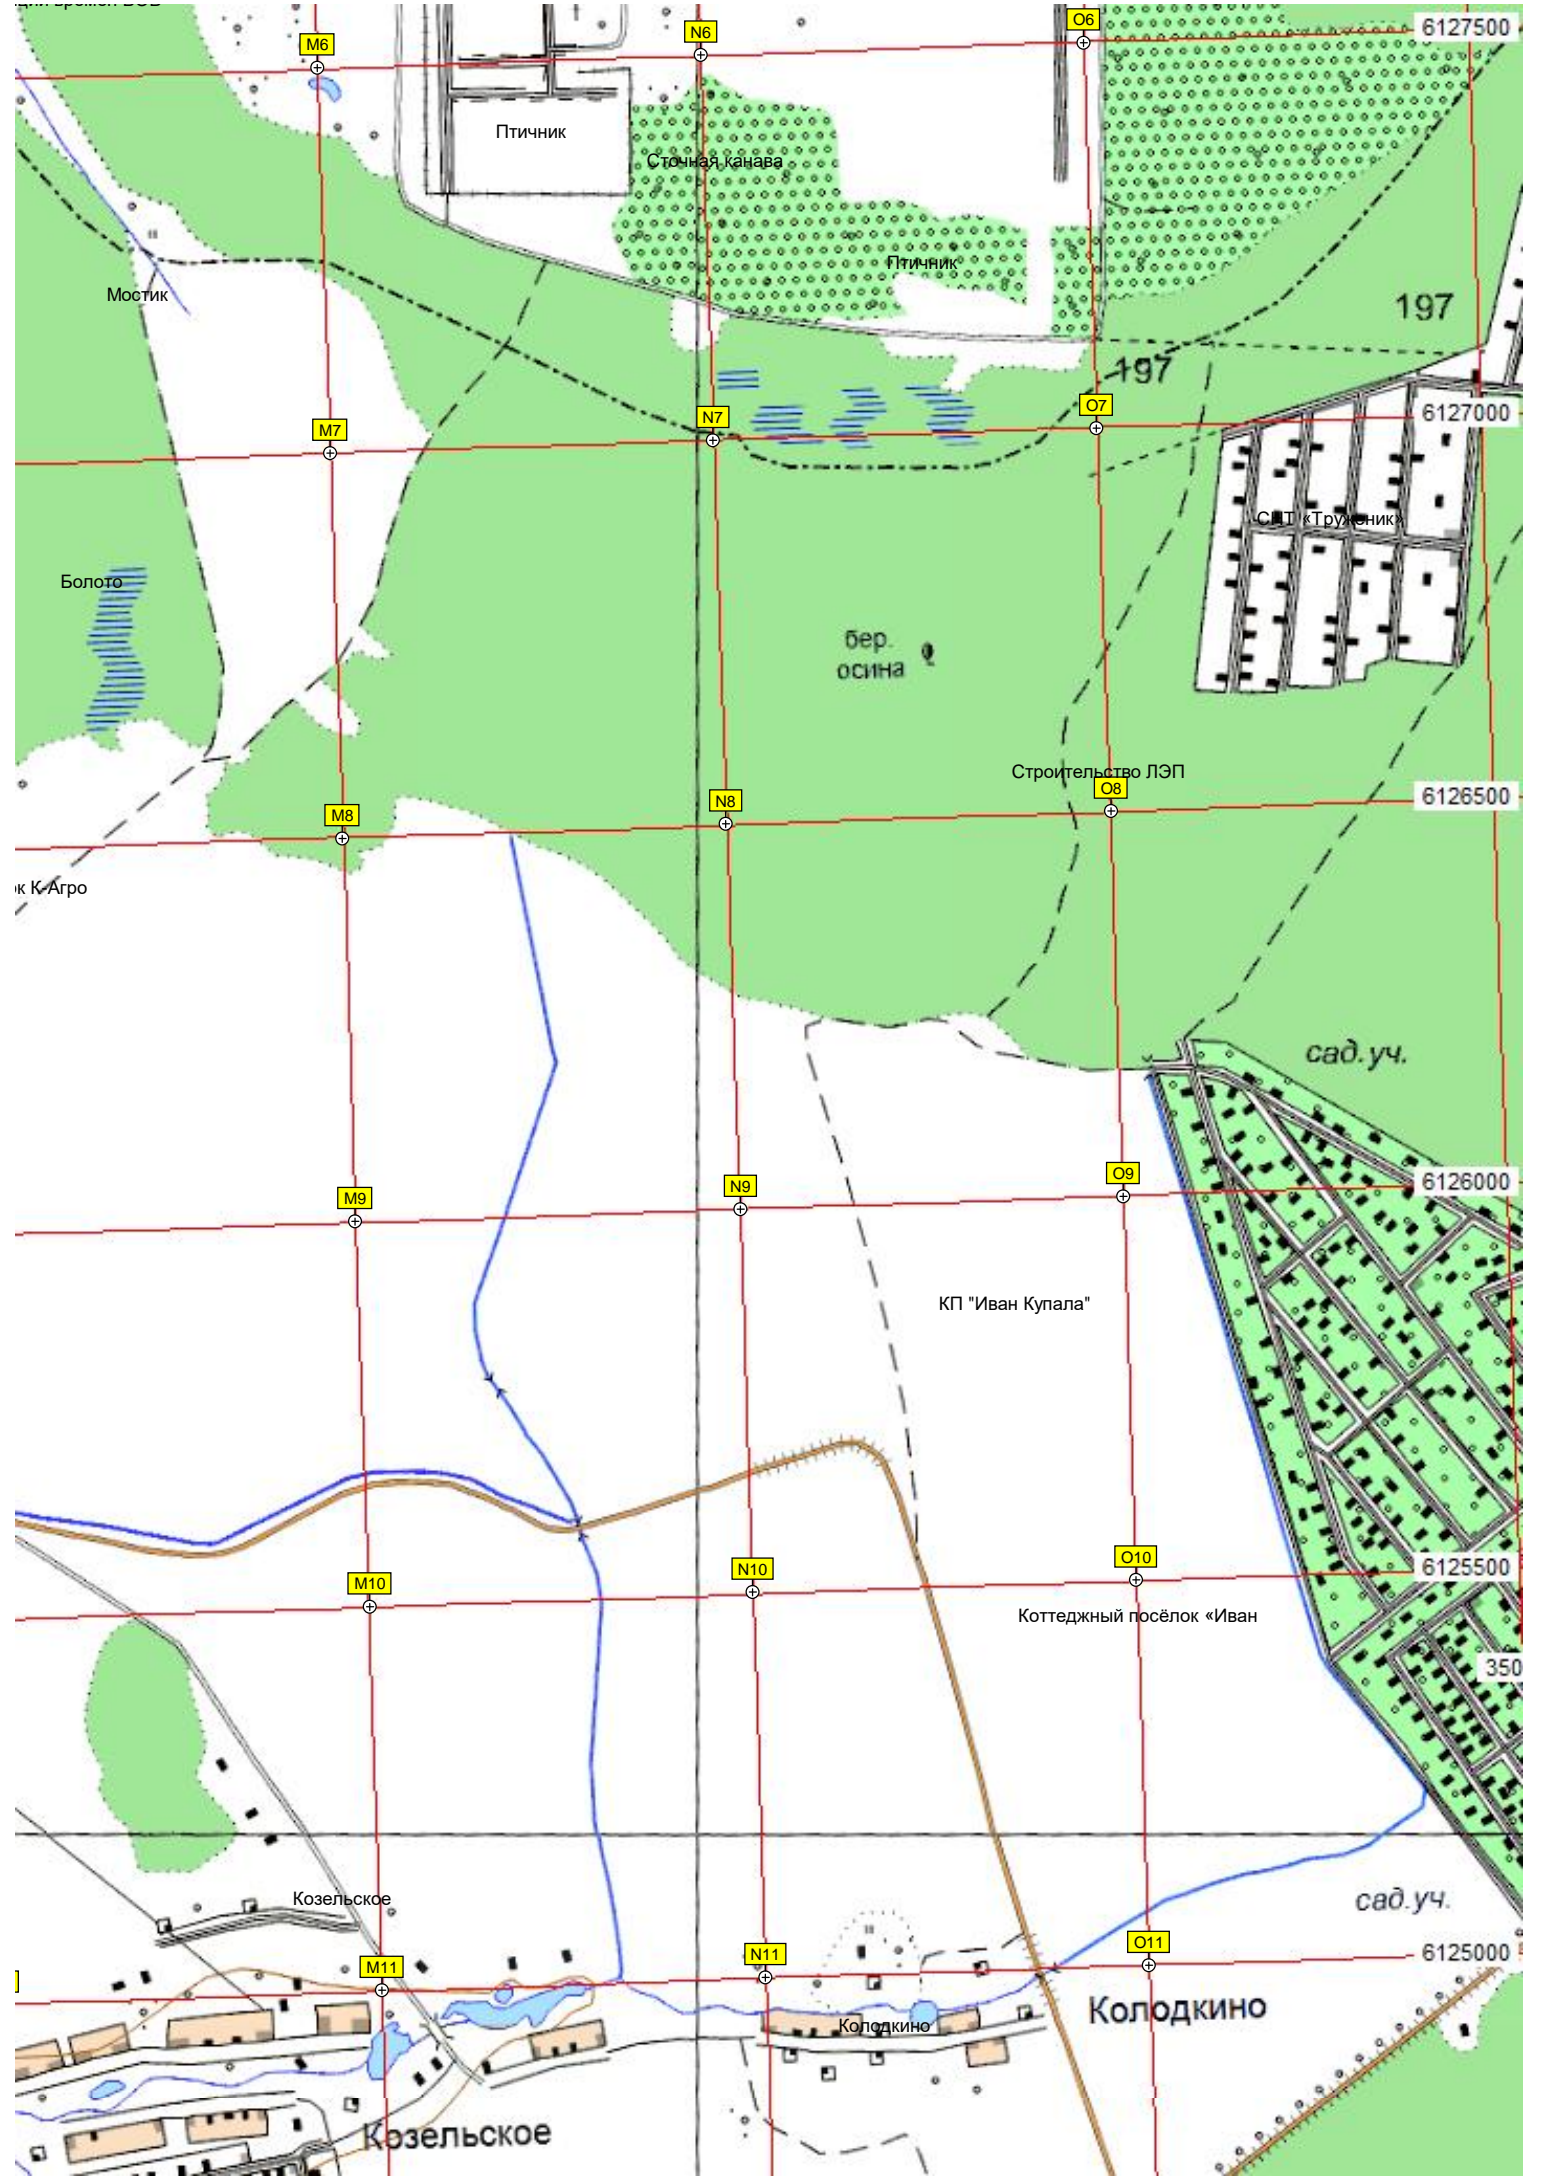 M6
N6
O6
6127500
Птичник
Сточная канава
Птичник
Мостик
197
197
M7
N7
O7
6127000
СНТ «Труженик»
Болото
бер.
осина
Строительство ЛЭП
M8
N8
O8
6126500
К-Агро
сад.уч.
M9
N9
O9
6126000
КП "Иван Купала"
M10
N10
O10
6125500
Коттеджный посёлок «Иван
350
Козельское
сад.уч.
M11
N11
O11
6125000
Колодкино
Колодкино
Козельское